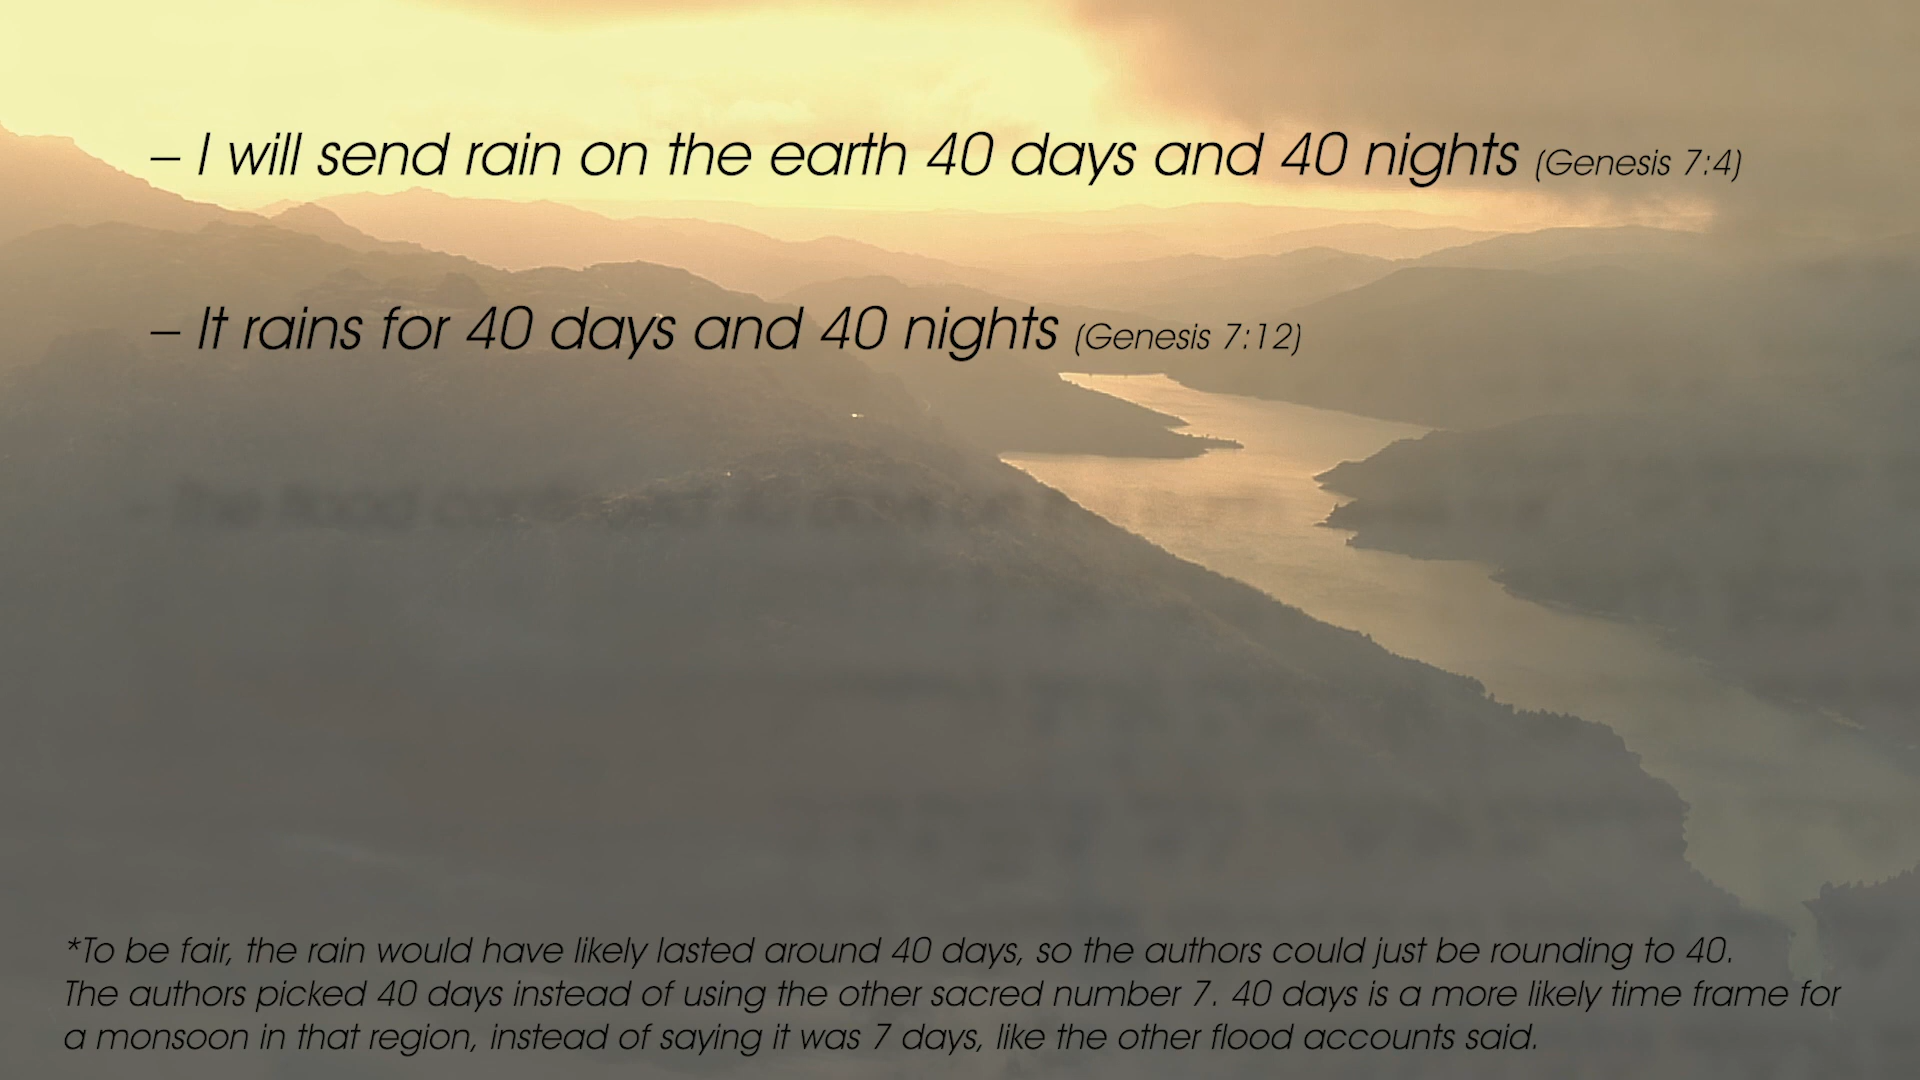 – I will send rain on the earth 40 days and 40 nights (Genesis 7:4)
– It rains for 40 days and 40 nights (Genesis 7:12)
The flood
*To be fair, the rain would have likely lasted around 40 days, so the authors could just be rounding to 40.
The authors picked 40 days instead of using the other sacred number 7. 40 days is a more likely time frame for
a monsoon in that region, instead of saying it was 7 days, like the other flood accounts said.